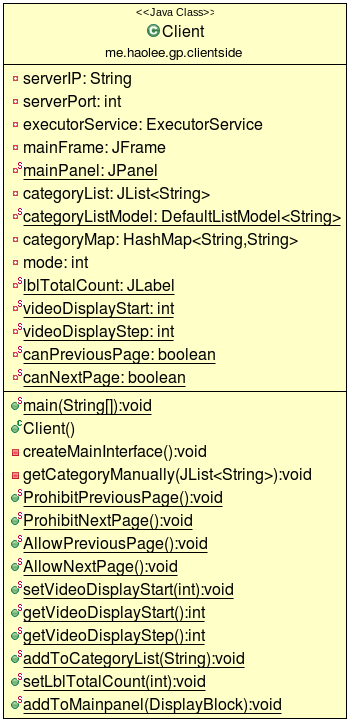 <<Java Class>>
Client
me.haolee.gp.clientside
serverIP: String
serverPort: int
executorService: ExecutorService
mainFrame: JFrame
mainPanel: JPanel
categoryList: JList<String>
categoryListModel: DefaultListModel<String>
categoryMap: HashMap<String,String>
mode: int
lblTotalCount: JLabel
videoDisplayStart: int
videoDisplayStep: int
canPreviousPage: boolean
canNextPage: boolean
main(String[]):void
Client()
createMainInterface():void
getCategoryManually(JList<String>):void
ProhibitPreviousPage():void
ProhibitNextPage():void
AllowPreviousPage():void
AllowNextPage():void
setVideoDisplayStart(int):void
getVideoDisplayStart():int
getVideoDisplayStep():int
addToCategoryList(String):void
setLblTotalCount(int):void
addToMainpanel(DisplayBlock):void